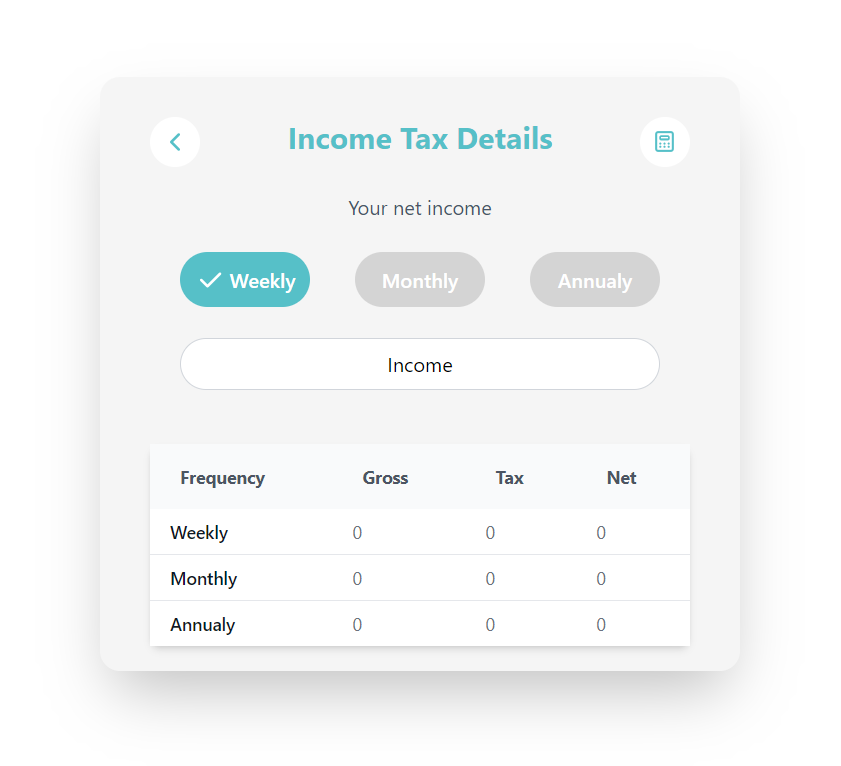 Income Tax Details
Your net income
Weekly Monthly Annualy
Income
Frequency Gross Tax Net
Weekly 0 0 0
Monthly 0 0 0
Annualy 0 0 0